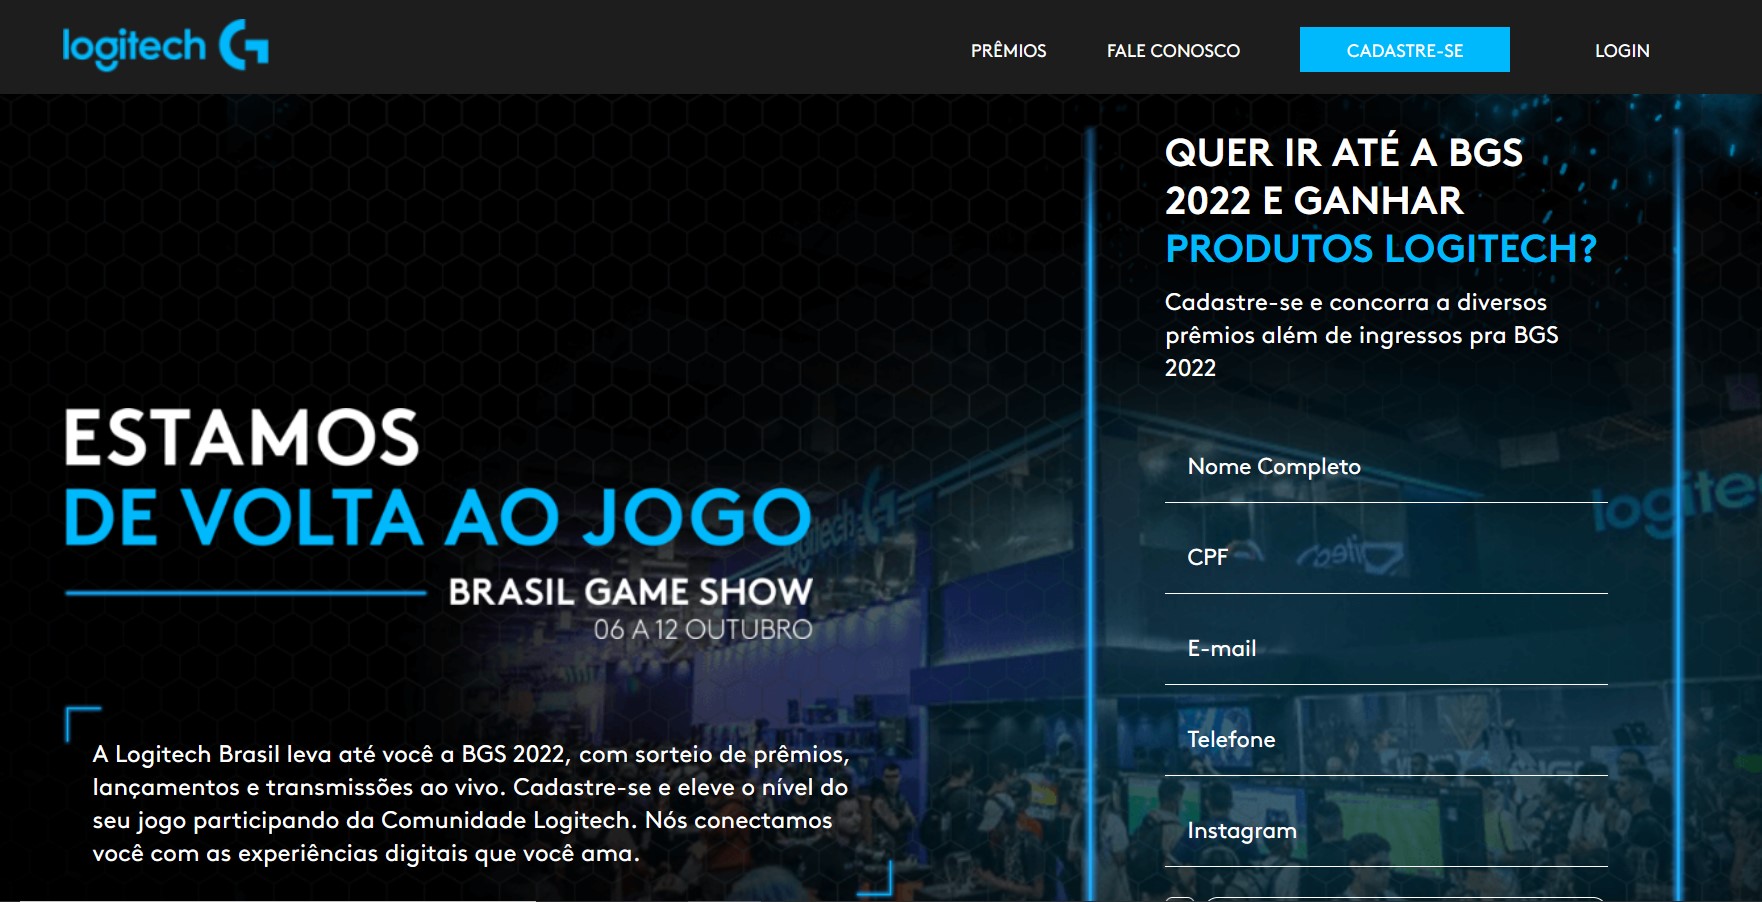 logitech G
PRÊMIOS
FALE CONOSCO
CADASTRE-SE
LOGIN
ESTAMOS
DE VOLTA AO JOGO
BRASIL GAME SHOW
06 A 12 OUTUBRO
A Logitech Brasil leva até você a BGS 2022, com sorteio de prêmios,
lançamentos e transmissões ao vivo. Cadastre-se e eleve o nível do
seu jogo participando da Comunidade Logitech. Nós conectamos
você com as experiências digitais que você ama.
QUER IR ATÉ A BGS
2022 E GANHAR
PRODUTOS LOGITECH?
Cadastre-se e concorra a diversos
prêmios além de ingressos pra BGS
2022
Nome Completo
CPF
E-mail
Telefone
Instagram
logitech G
logite